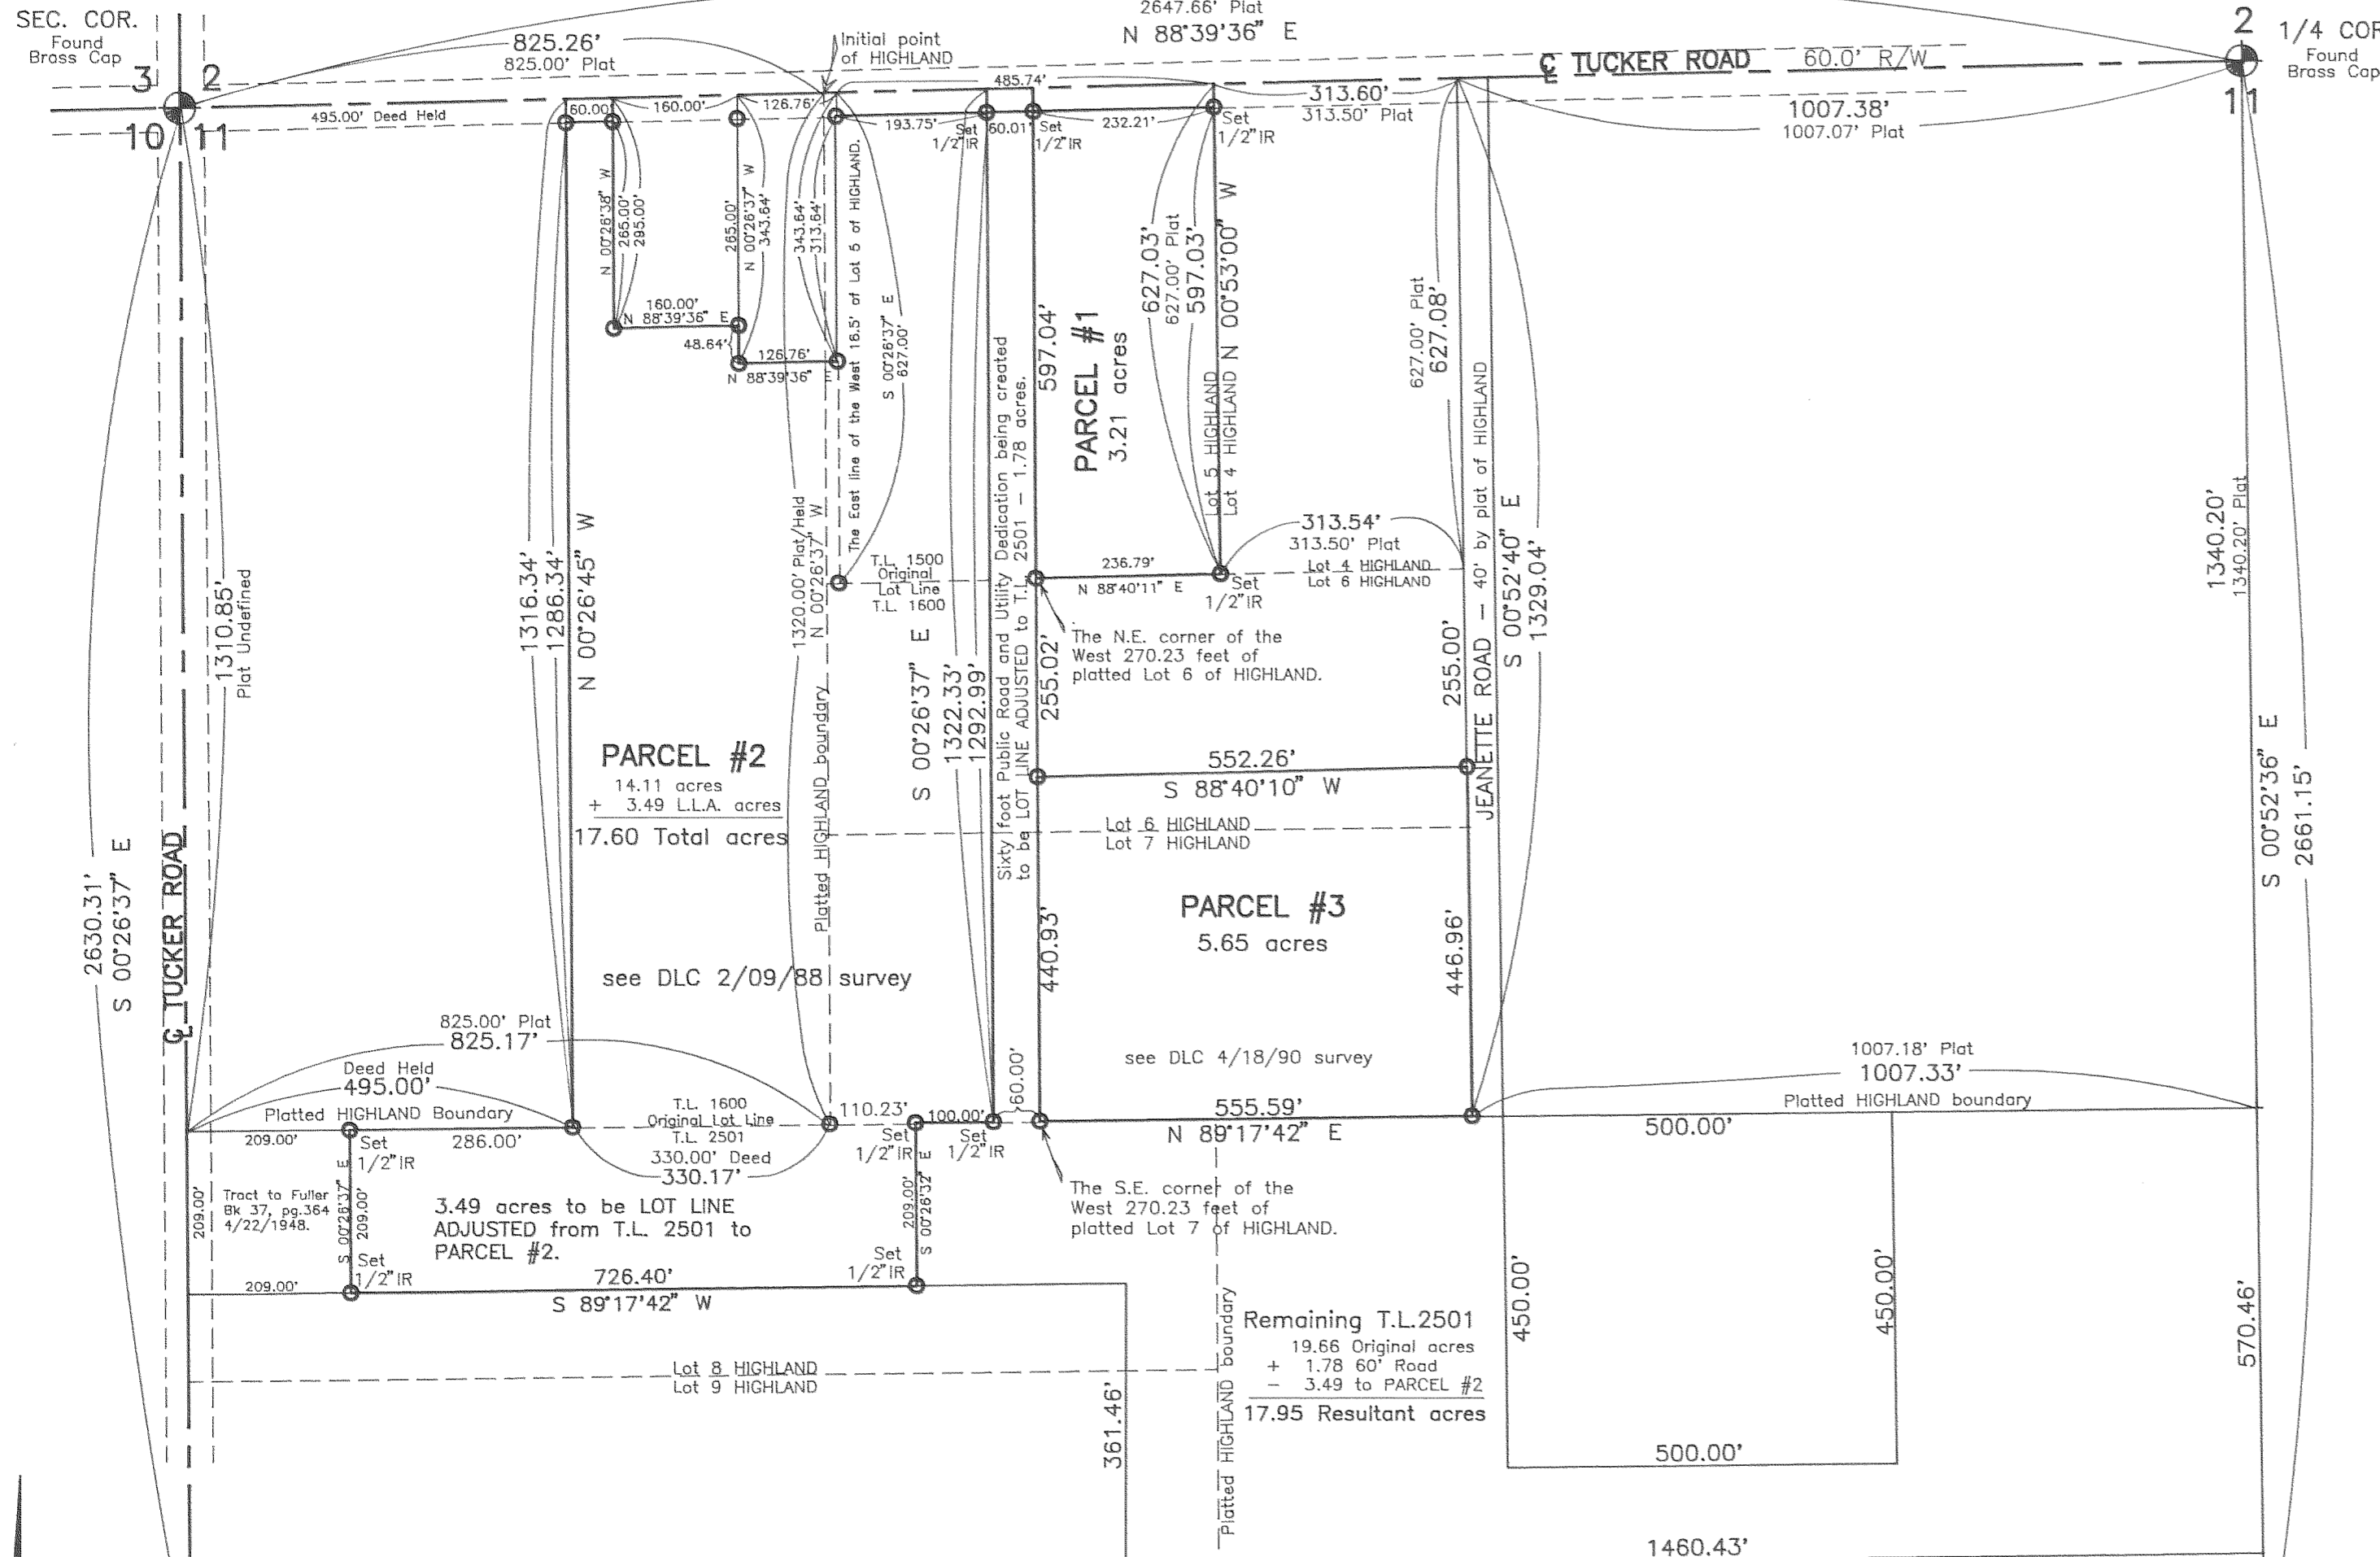 SEC. COR.
Found
Brass Cap
3 2
10 11
825.26'
825.00' Plat
Initial point
of HIGHLAND
2647.66' Plat
N 88°39'36" E
℄ TUCKER ROAD 60.0' R/W
2 1/4 COR
11
Found
Brass Cap
495.00' Deed Held
60.00'
160.00'
126.76'
485.74'
193.75'
Set
1/2"IR
60.01'
Set
1/2"IR
232.21'
Set
1/2"IR
313.60'
313.50' Plat
1007.38'
1007.07' Plat
N 00°26'38" W
265.00'
295.00'
265.00'
N 00°26'37" W
343.64'
343.64'
313.64'
160.00'
N 88°39'36" E
48.64'
126.76'
N 88°39'36" E
The East line of the West 16.5' of Lot 5 of HIGHLAND.
S 00°26'37" E
627.00'
1320.00' Plat/Held
N 00°26'37" W
Platted HIGHLAND boundary
T.L. 1500
Original
Lot Line
T.L. 1600
1316.34'
1286.34'
N 00°26'45" W
S 00°26'37" E
1322.33'
1292.99'
Sixty foot Public Road and Utility Dedication being created
to be LOT LINE ADJUSTED to T.L. 2501 – 1.78 acres.
597.04'
PARCEL #1
3.21 acres
627.03'
627.00' Plat
597.03'
N 00°53'00" W
Lot 5 HIGHLAND
Lot 4 HIGHLAND
236.79'
N 88°40'11" E
Set
1/2"IR
313.54'
313.50' Plat
Lot 4 HIGHLAND
Lot 6 HIGHLAND
627.00' Plat
627.08'
JEANETTE ROAD – 40' by plat of HIGHLAND
S 00°52'40" E
1329.04'
1340.20'
1340.20' Plat
S 00°52'36" E
2661.15'
The N.E. corner of the
West 270.23 feet of
platted Lot 6 of HIGHLAND.
255.02'
255.00'
552.26'
S 88°40'10" W
Lot 6 HIGHLAND
Lot 7 HIGHLAND
PARCEL #2
14.11 acres
+ 3.49 L.L.A. acres
17.60 Total acres
see DLC 2/09/88 survey
PARCEL #3
5.65 acres
440.93'
446.96'
see DLC 4/18/90 survey
1310.85'
Plat Undefined
℄ TUCKER ROAD
2630.31'
S 00°26'37" E
825.00' Plat
825.17'
Deed Held
495.00'
Platted HIGHLAND Boundary
209.00'
286.00'
Set
1/2"IR
T.L. 1600
Original Lot Line
T.L. 2501
330.00' Deed
330.17'
110.23'
Set
1/2"IR
100.00'
Set
1/2"IR
60.00'
555.59'
N 89°17'42" E
1007.18' Plat
1007.33'
Platted HIGHLAND boundary
500.00'
209.00'
Tract to Fuller
Bk 37, pg.364
4/22/1948.
S 00°26'37" E
209.00'
3.49 acres to be LOT LINE
ADJUSTED from T.L. 2501 to
PARCEL #2.
209.00'
S 00°26'32" E
The S.E. corner of the
West 270.23 feet of
platted Lot 7 of HIGHLAND.
209.00'
Set
1/2"IR
726.40'
S 89°17'42" W
Set
1/2"IR
Lot 8 HIGHLAND
Lot 9 HIGHLAND
361.46'
Platted HIGHLAND boundary
Remaining T.L.2501
19.66 Original acres
+ 1.78 60' Road
– 3.49 to PARCEL #2
17.95 Resultant acres
450.00'
450.00'
570.46'
500.00'
1460.43'